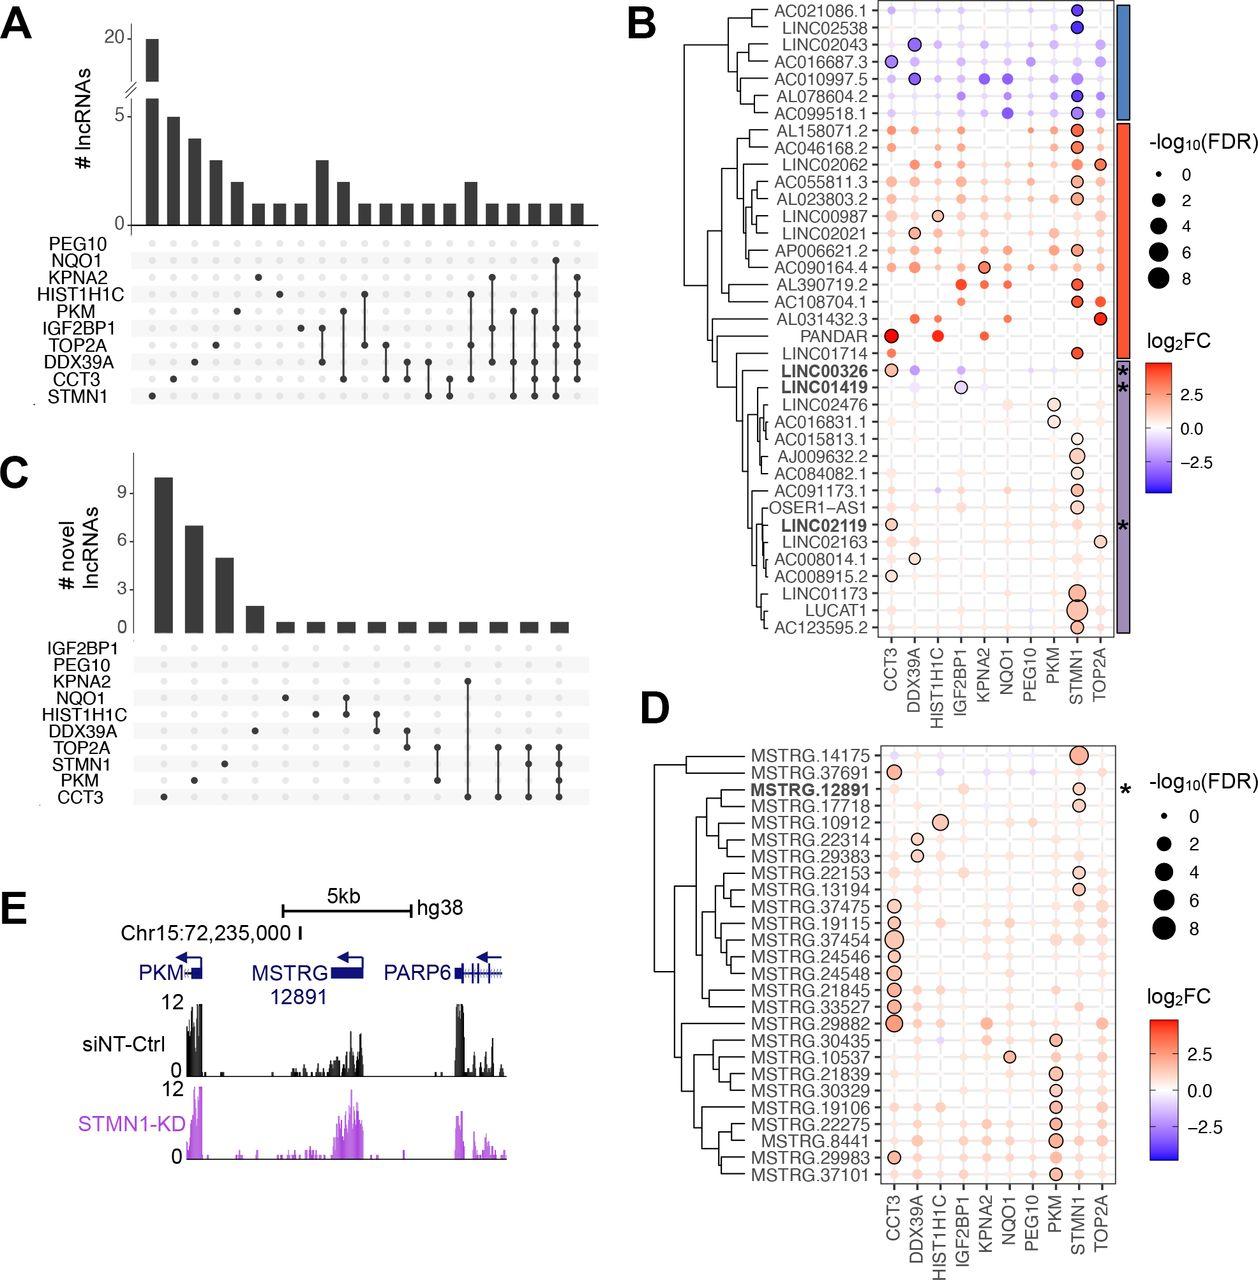 A
# lncRNAs
20
5
0
PEG10
NQO1
KPNA2
HIST1H1C
PKM
IGF2BP1
TOP2A
DDX39A
CCT3
STMN1
B
AC021086.1
LINC02538
LINC02043
AC016687.3
AC010997.5
AL078604.2
AC099518.1
AL158071.2
AC046168.2
LINC02062
AC055811.3
AL023803.2
LINC00987
LINC02021
AP006621.2
AC090164.4
AL390719.2
AC108704.1
AL031432.3
PANDAR
LINC01714
LINC00326 *
LINC01419 *
LINC02476
AC016831.1
AC015813.1
AJ009632.2
AC084082.1
AC091173.1
OSER1−AS1
LINC02119 *
LINC02163
AC008014.1
AC008915.2
LINC01173
LUCAT1
AC123595.2
CCT3
DDX39A
HIST1H1C
IGF2BP1
KPNA2
NQO1
PEG10
PKM
STMN1
TOP2A
-log10(FDR)
0
2
4
6
8
log2FC
2.5
0.0
−2.5
C
# novel
lncRNAs
9
6
3
0
IGF2BP1
PEG10
KPNA2
NQO1
HIST1H1C
DDX39A
TOP2A
STMN1
PKM
CCT3
D
MSTRG.14175
MSTRG.37691
MSTRG.12891 *
MSTRG.17718
MSTRG.10912
MSTRG.22314
MSTRG.29383
MSTRG.22153
MSTRG.13194
MSTRG.37475
MSTRG.19115
MSTRG.37454
MSTRG.24546
MSTRG.24548
MSTRG.21845
MSTRG.33527
MSTRG.29882
MSTRG.30435
MSTRG.10537
MSTRG.21839
MSTRG.30329
MSTRG.19106
MSTRG.22275
MSTRG.8441
MSTRG.29983
MSTRG.37101
CCT3
DDX39A
HIST1H1C
IGF2BP1
KPNA2
NQO1
PEG10
PKM
STMN1
TOP2A
-log10(FDR)
0
2
4
6
8
log2FC
2.5
0.0
−2.5
E
5kb
hg38
Chr15:72,235,000
PKM
MSTRG
12891
PARP6
12
siNT-Ctrl
0
12
STMN1-KD
0